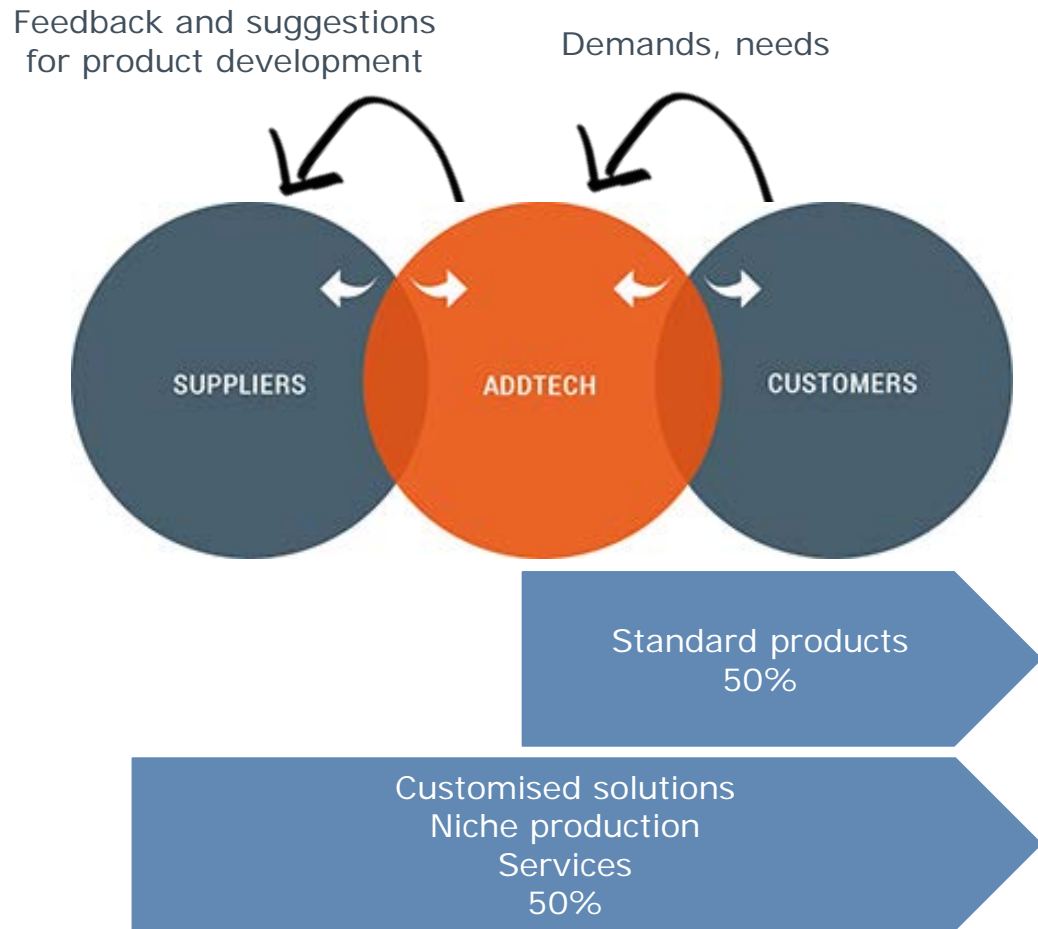 Feedback and suggestions
for product development
Demands, needs
SUPPLIERS
ADDTECH
CUSTOMERS
Standard products
50%
Customised solutions
Niche production
Services
50%